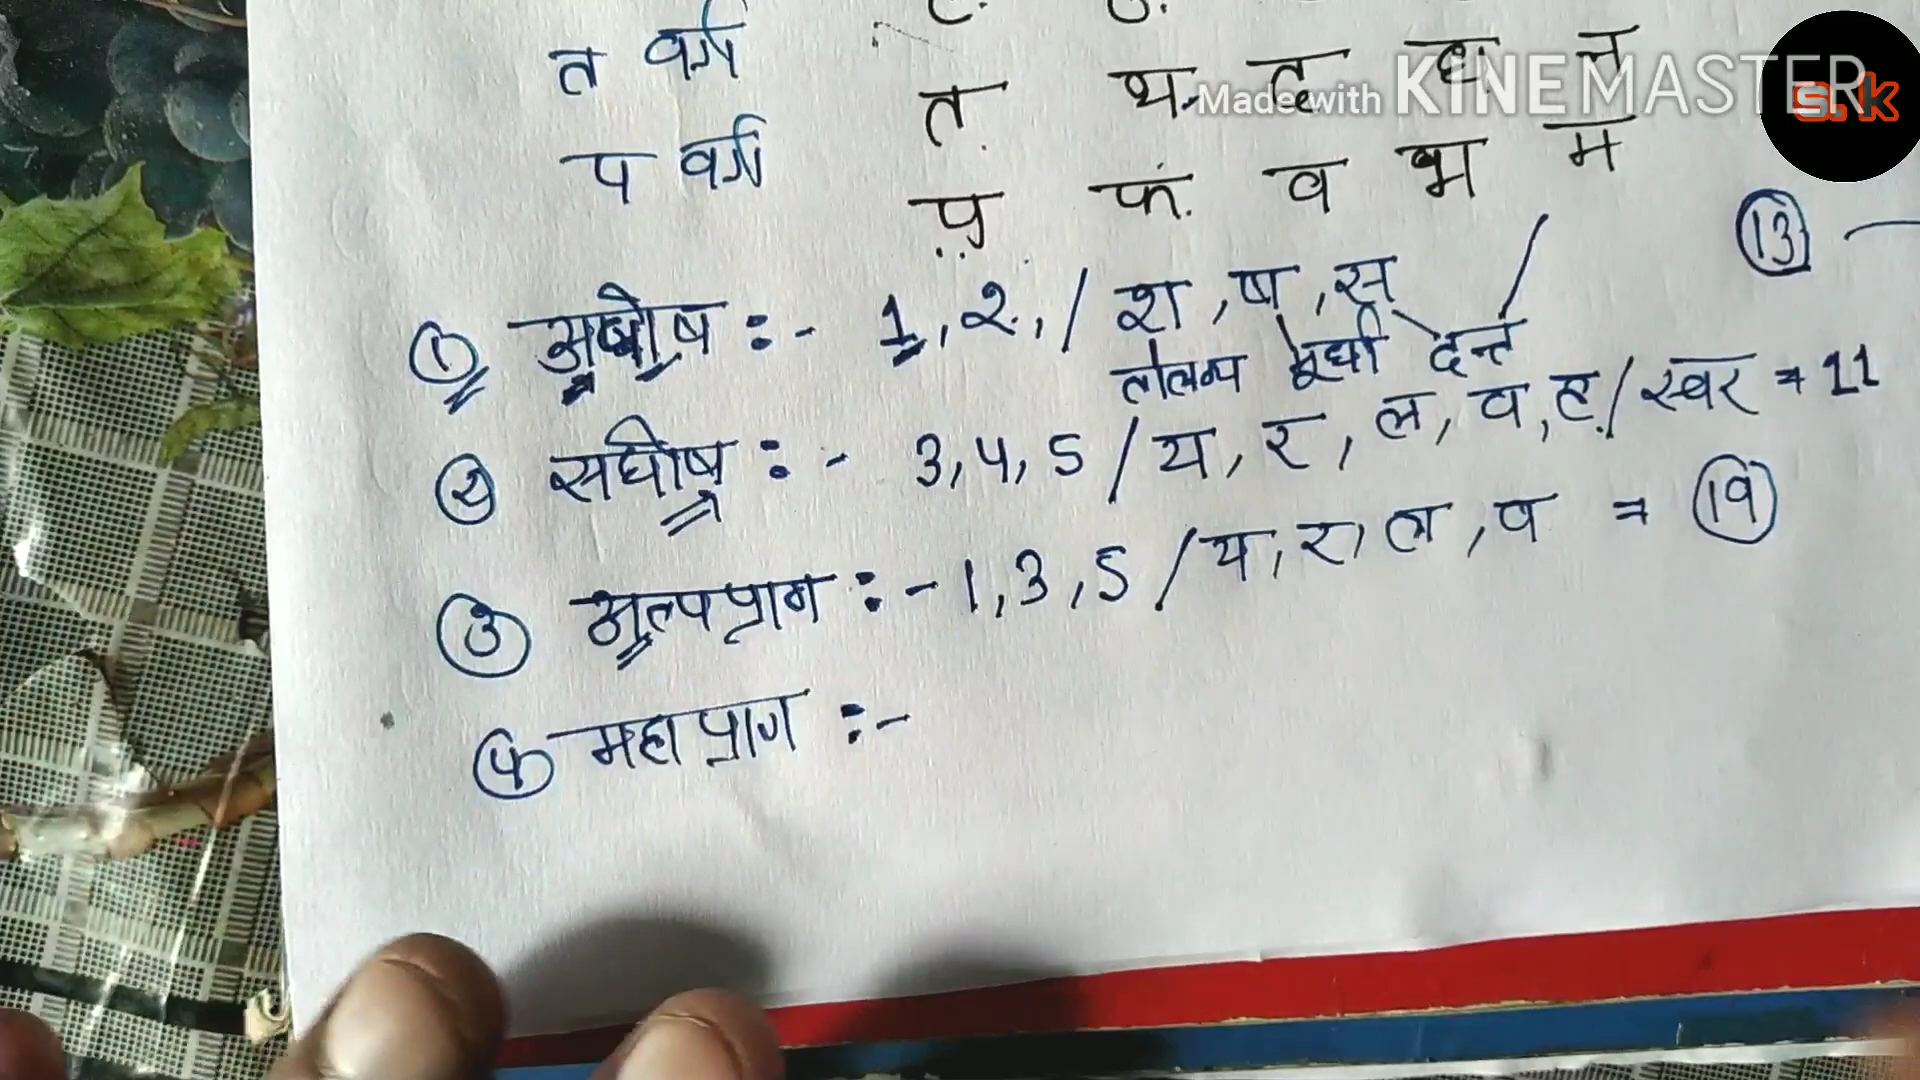 त वर्ग त थ द ध न
Made with KINEMASTER
s.k
प वर्ग प फ व भ म
13
① अघोष :- 1, २, / श, ष, स /
तालव्य मूर्धा दन्त
② सघोष :- 3, 4, 5 / य, र, ल, व, ह / स्वर = 11
③ अल्पप्राण :- 1, 3, 5 / य, र, ल, व = 19
④ महाप्राण :-